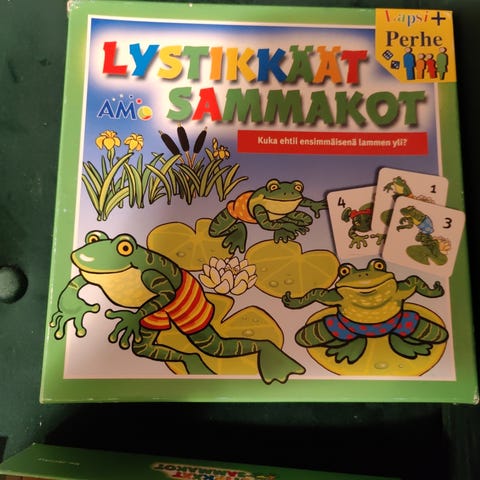 Vapsi+
Perhe
LYSTIKKÄÄT
SAMMAKOT
AMO
Kuka ehtii ensimmäisenä lammen yli?
4
1
3
SAMMAKOT